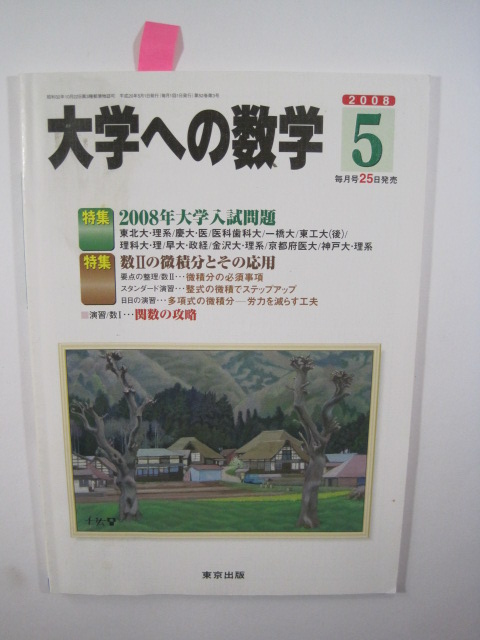 2008
大学への数学
5
毎月号25日発売
特集
2008年大学入試問題
東北大・理系/慶大・医/医科歯科大/一橋大/東工大(後)/
理科大・理/早大・政経/金沢大・理系/京都府医大/神戸大・理系
特集
数Ⅱの微積分とその応用
要点の整理/数Ⅱ…微積分の必須事項
スタンダード演習…整式の微積でステップアップ
日日の演習…多項式の微積分─労力を減らす工夫
演習/数Ⅰ…関数の攻略
東京出版